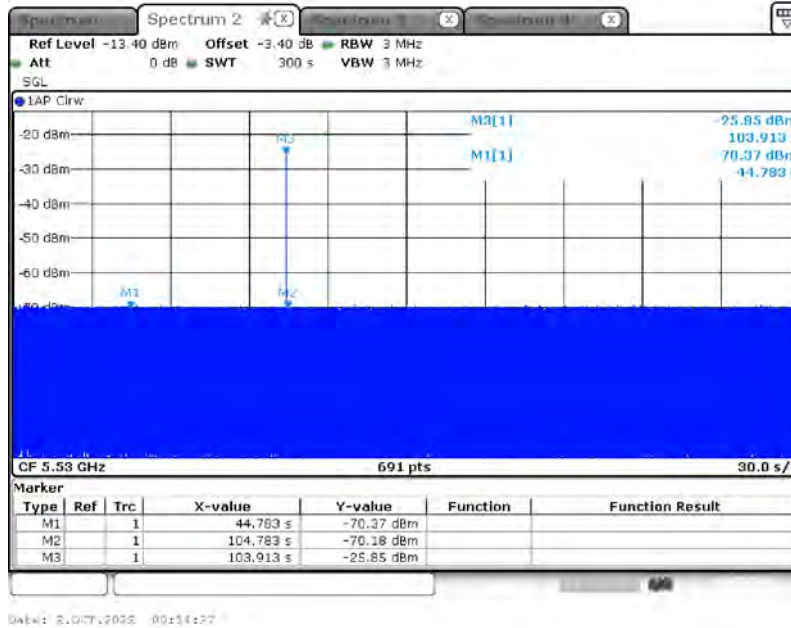 Spectrum 2 X X X
Ref Level -13.40 dBm Offset -3.40 dB RBW 3 MHz
Att 0 dB SWT 300 s VBW 3 MHz
SGL
1AP Clrw
M3[1] -25.85 dBm
103.913 s
M1[1] -70.37 dBm
44.783 s
-20 dBm
M3
-30 dBm
-40 dBm
-50 dBm
-60 dBm
M1 M2
CF 5.53 GHz 691 pts 30.0 s/
Marker
Type Ref Trc X-value Y-value Function Function Result
M1 1 44.783 s -70.37 dBm
M2 1 104.783 s -70.18 dBm
M3 1 103.913 s -25.85 dBm